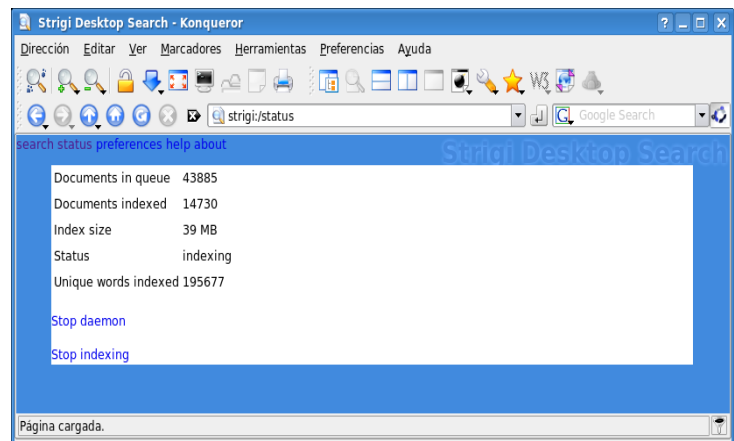 Strigi Desktop Search - Konqueror
Dirección Editar Ver Marcadores Herramientas Preferencias Ayuda
strigi:/status Google Search
search status preferences help about
Strigi Desktop Search
Documents in queue 43885
Documents indexed 14730
Index size 39 MB
Status indexing
Unique words indexed 195677
Stop daemon
Stop indexing
Página cargada.